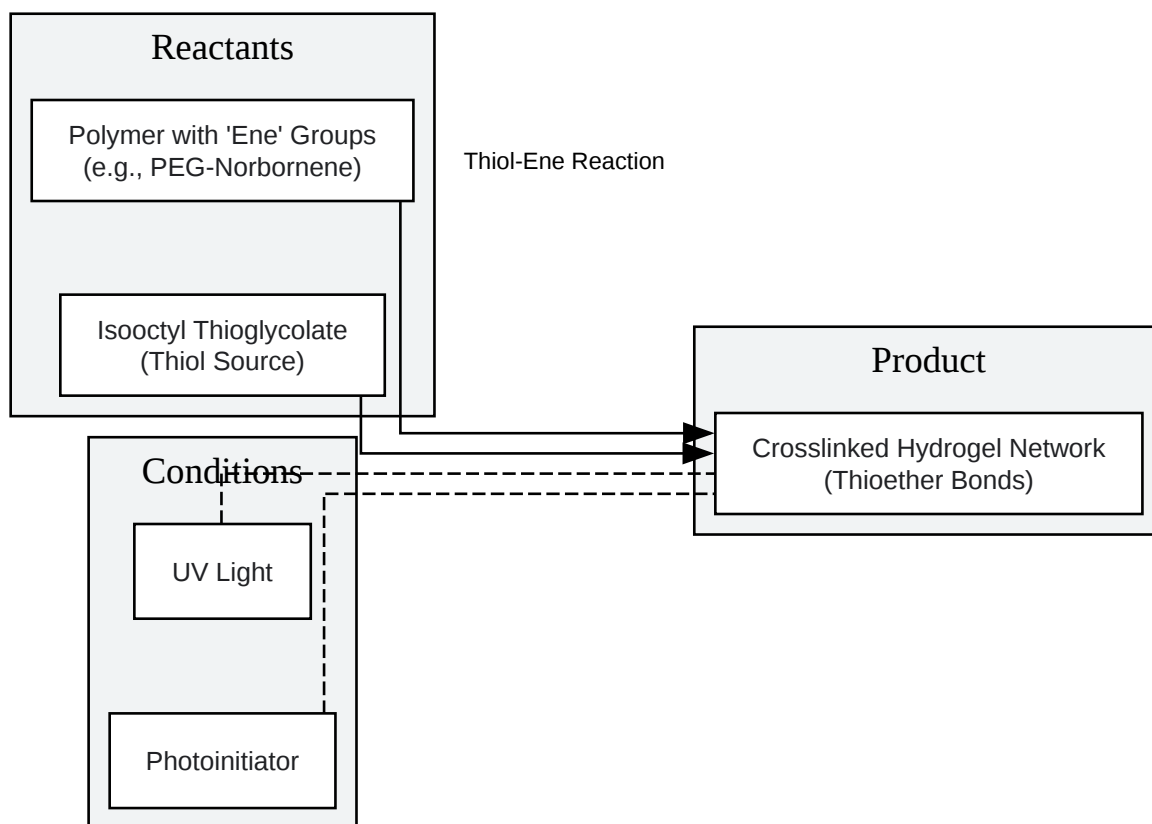 Reactants
Polymer with 'Ene' Groups
(e.g., PEG-Norbornene)
Thiol-Ene Reaction
Isooctyl Thioglycolate
(Thiol Source)
Product
Crosslinked Hydrogel Network
(Thioether Bonds)
Conditions
UV Light
Photoinitiator